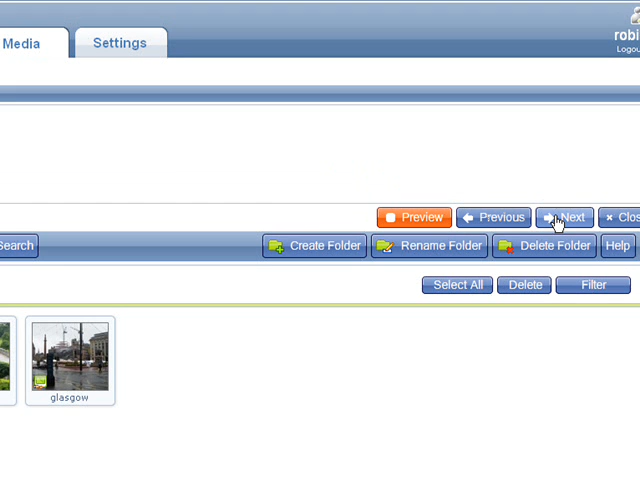 Media Settings
robi
Logou
Preview Previous Next Clos
Search Create Folder Rename Folder Delete Folder Help
Select All Delete Filter
glasgow